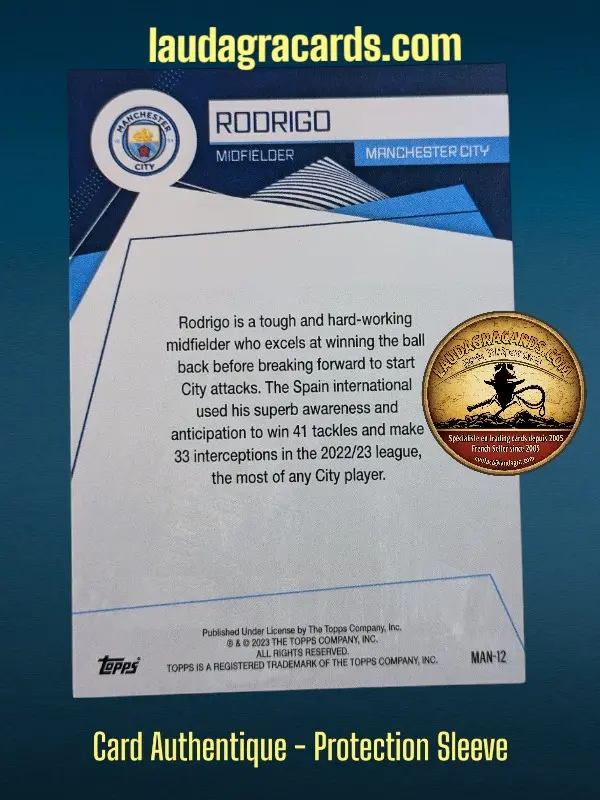 laudagracards.com
MANCHESTER
CITY
RODRIGO
MIDFIELDER
MANCHESTER CITY
Rodrigo is a tough and hard-working
midfielder who excels at winning the ball
back before breaking forward to start
City attacks. The Spain international
used his superb awareness and
anticipation to win 41 tackles and make
33 interceptions in the 2022/23 league,
the most of any City player.
LAUDAGRACARDS.COM
Spécialiste en trading cards depuis 2005
French Seller since 2005
Published Under License by The Topps Company, Inc.
® & © 2023 THE TOPPS COMPANY, INC.
ALL RIGHTS RESERVED.
TOPPS IS A REGISTERED TRADEMARK OF THE TOPPS COMPANY, INC.
Topps
MAN-12
Card Authentique - Protection Sleeve